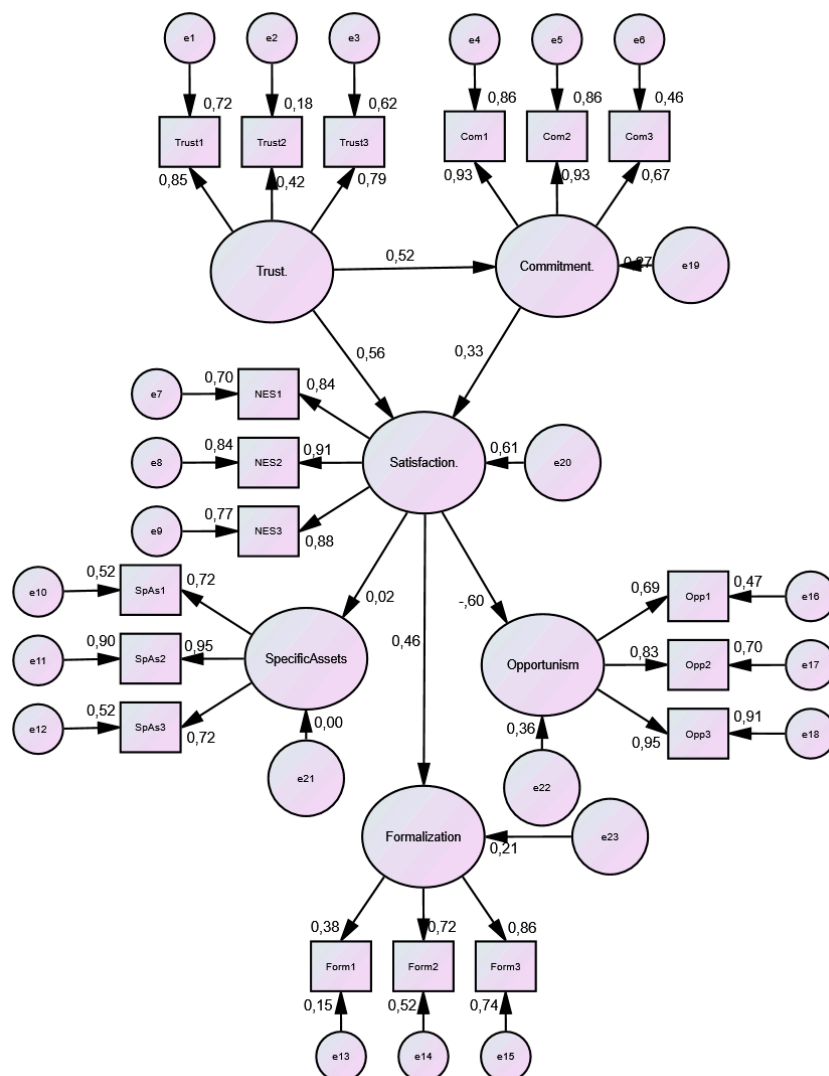 e1 e2 e3 e4 e5 e6
0,72 0,18 0,62 0,86 0,86 0,46
Trust1 Trust2 Trust3 Com1 Com2 Com3
0,85 0,42 0,79 0,93 0,93 0,67
Trust. 0,52 Commitment. 0,27 e19
0,56 0,33
e7 0,70 NES1 0,84
e8 0,84 NES2 0,91 Satisfaction. 0,61 e20
e9 0,77 NES3 0,88
e10 0,52 SpAs1 0,72 0,02 -,60 0,69 Opp1 0,47 e16
e11 0,90 SpAs2 0,95 SpecificAssets 0,46 Opportunism 0,83 Opp2 0,70 e17
e12 0,52 SpAs3 0,72 0,00 0,36 0,95 Opp3 0,91 e18
e21 e22
Formalization 0,21 e23
0,38 0,72 0,86
Form1 Form2 Form3
0,15 0,52 0,74
e13 e14 e15